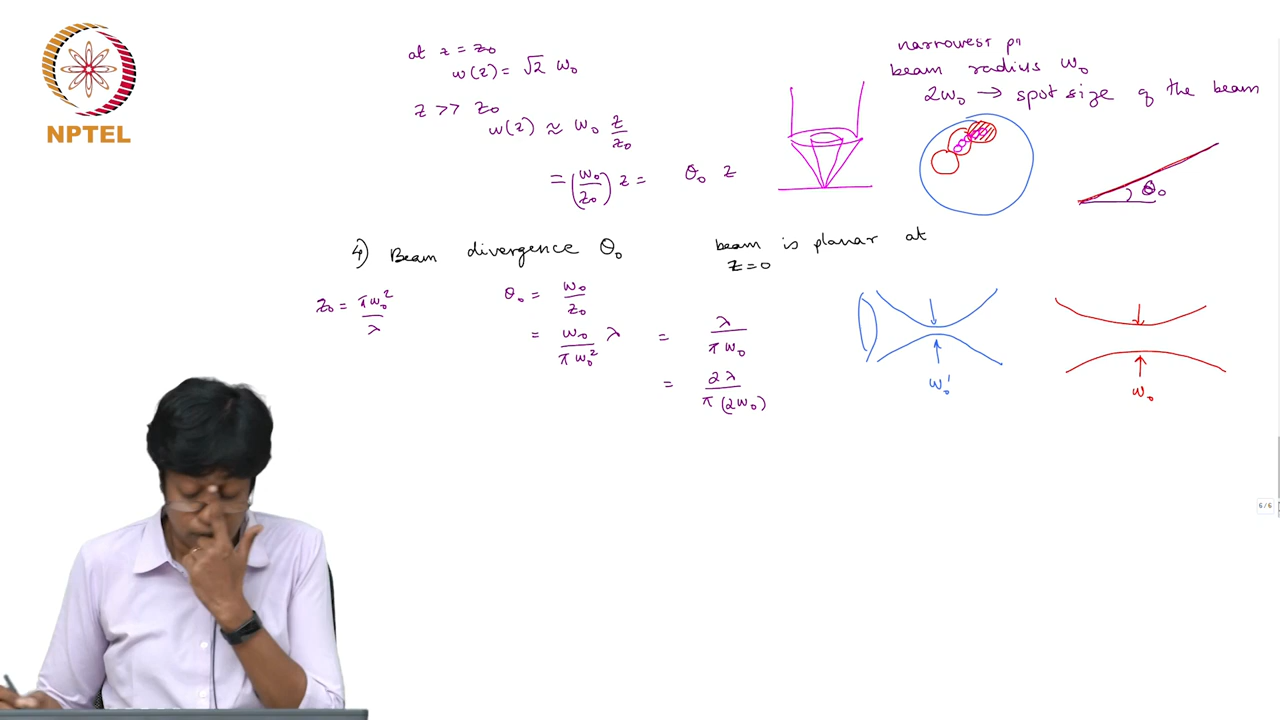 NPTEL
at z = z₀
w(z) = √2 w₀
z >> z₀
w(z) ≈ w₀ z/z₀
= (w₀/z₀) z = θ₀ z
narrowest
beam radius w₀
2w₀ → spot size of the beam
θ₀
4) Beam divergence θ₀
beam is planar at
z=0
z₀ = πw₀²/λ
θ₀ = w₀/z₀
= w₀/πw₀² λ = λ/πw₀
= 2λ/π(2w₀)
w₀'
w₀
6/6